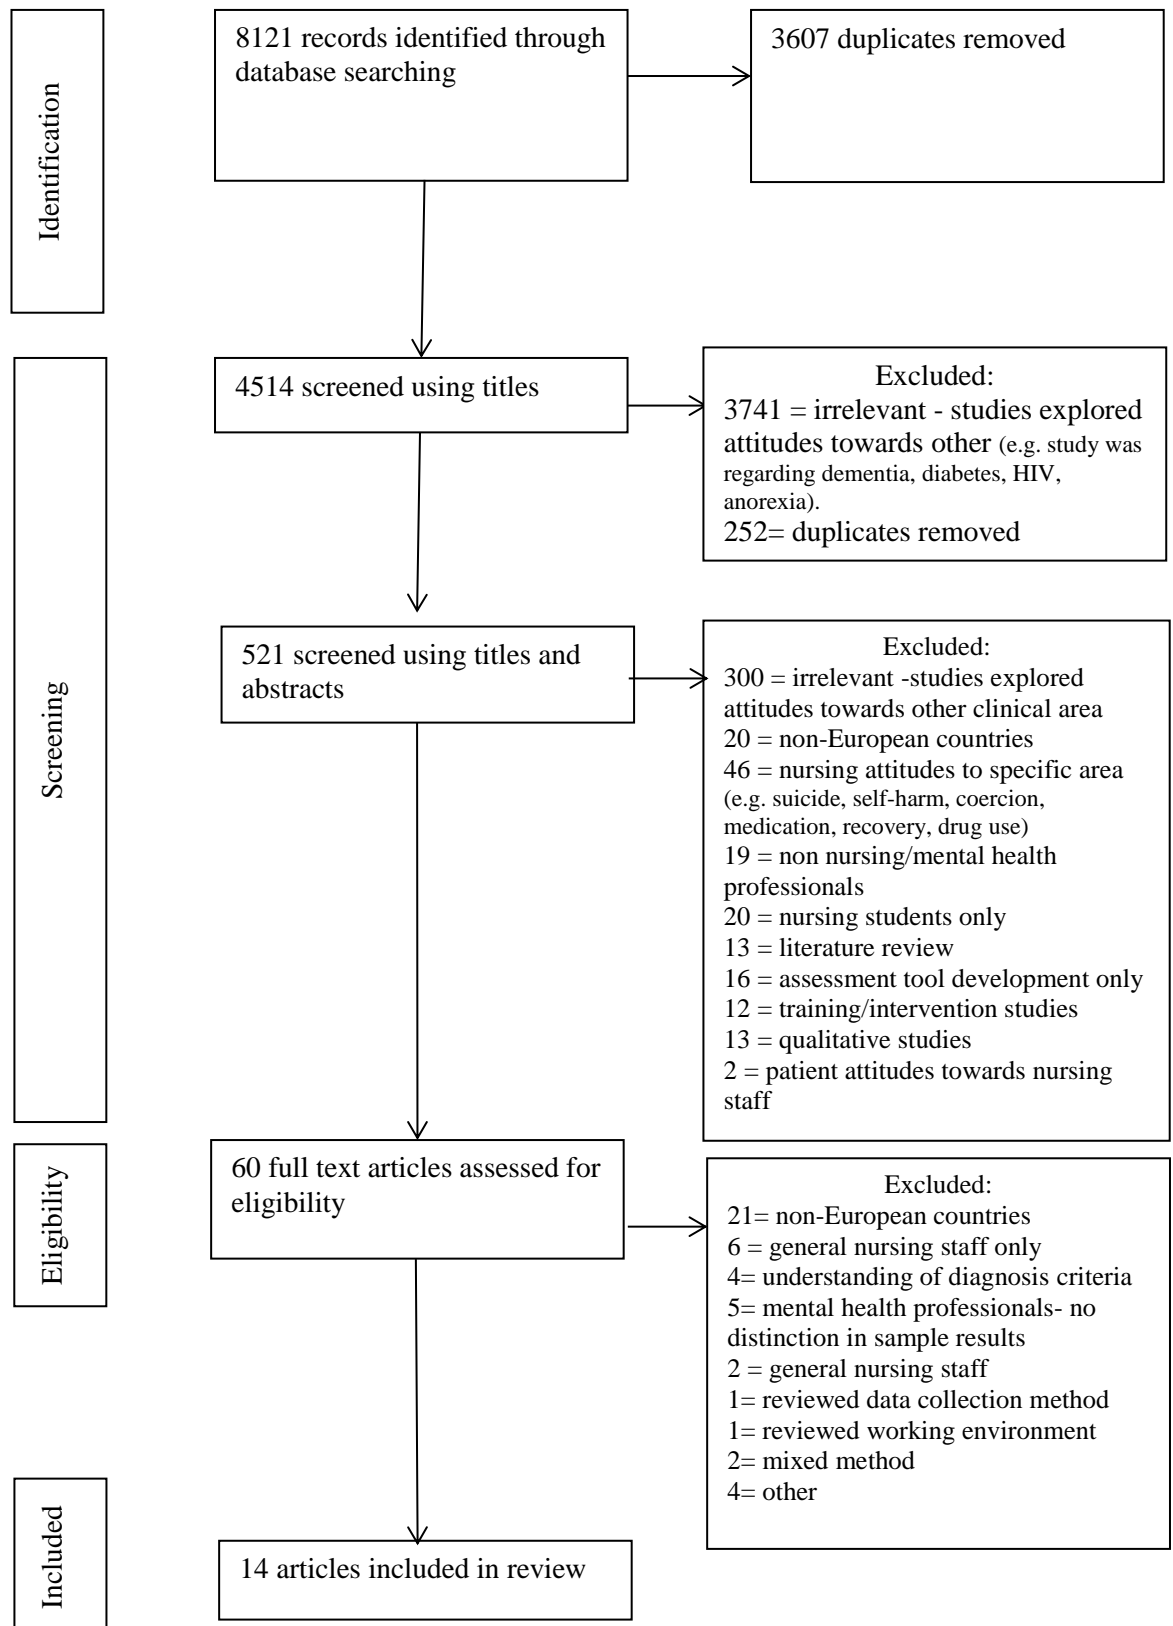 Identification
8121 records identified through
database searching
3607 duplicates removed
Screening
4514 screened using titles
Excluded:
3741 = irrelevant - studies explored
attitudes towards other (e.g. study was
regarding dementia, diabetes, HIV,
anorexia).
252= duplicates removed
521 screened using titles and
abstracts
Excluded:
300 = irrelevant -studies explored
attitudes towards other clinical area
20 = non-European countries
46 = nursing attitudes to specific area
(e.g. suicide, self-harm, coercion,
medication, recovery, drug use)
19 = non nursing/mental health
professionals
20 = nursing students only
13 = literature review
16 = assessment tool development only
12 = training/intervention studies
13 = qualitative studies
2 = patient attitudes towards nursing
staff
Eligibility
60 full text articles assessed for
eligibility
Excluded:
21= non-European countries
6 = general nursing staff only
4= understanding of diagnosis criteria
5= mental health professionals- no
distinction in sample results
2 = general nursing staff
1= reviewed data collection method
1= reviewed working environment
2= mixed method
4= other
Included
14 articles included in review